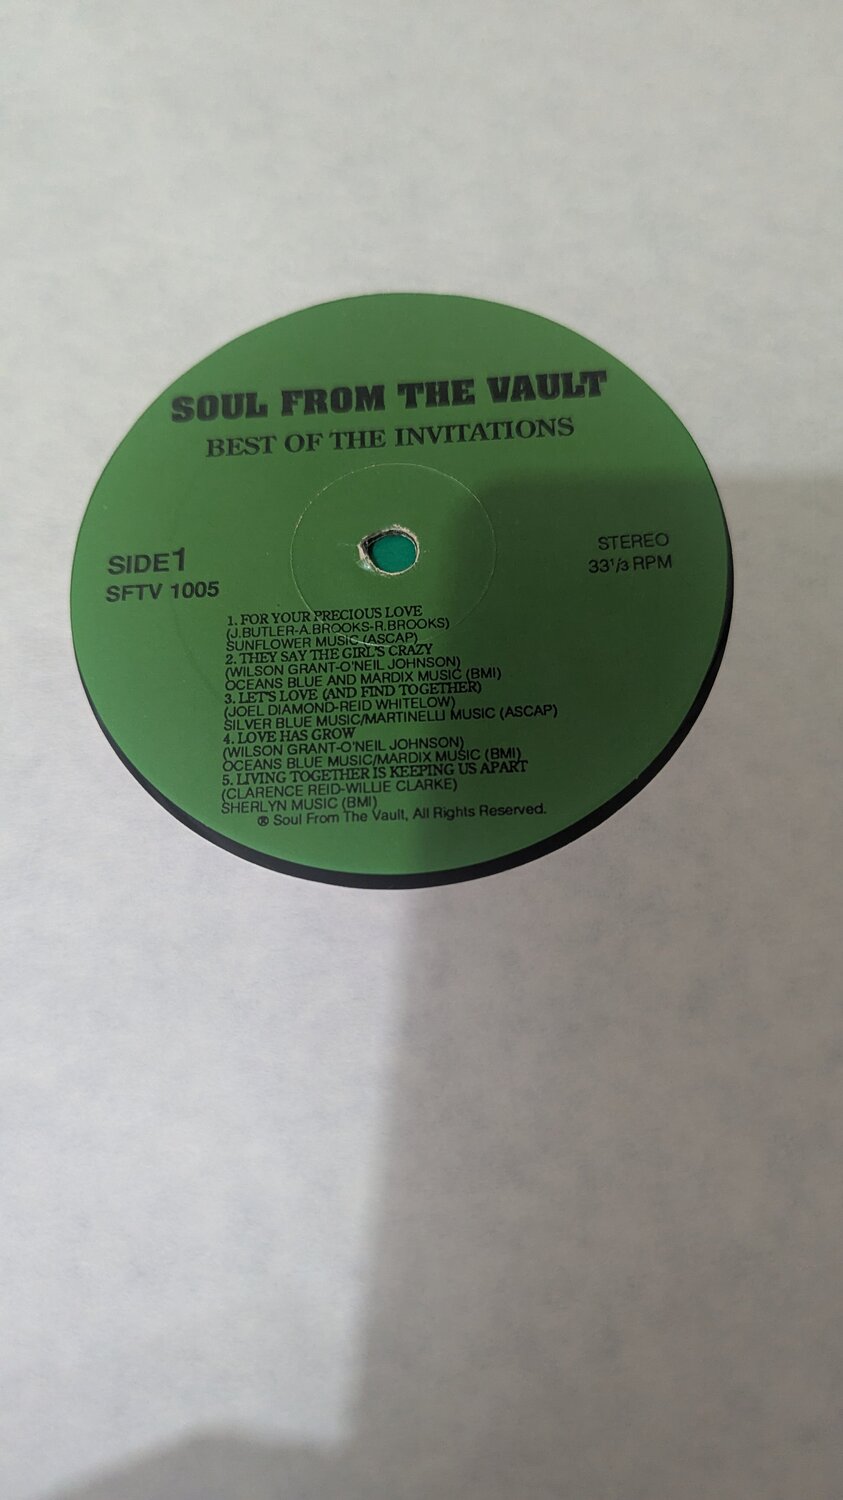 SOUL FROM THE VAULT
BEST OF THE INVITATIONS
SIDE 1
SFTV 1005
STEREO
33 1/3 RPM
1. FOR YOUR PRECIOUS LOVE
(J.BUTLER-A.BROOKS-R.BROOKS)
SUNFLOWER MUSIC (ASCAP)
2. THEY SAY THE GIRL'S CRAZY
(WILSON GRANT-O'NEIL JOHNSON)
OCEANS BLUE AND MARDIX MUSIC (BMI)
3. LET'S LOVE (AND FIND TOGETHER)
(JOEL DIAMOND-REID WHITELOW)
SILVER BLUE MUSIC/MARTINELLI MUSIC (ASCAP)
4. LOVE HAS GROW
(WILSON GRANT-O'NEIL JOHNSON)
OCEANS BLUE MUSIC/MARDIX MUSIC (BMI)
5. LIVING TOGETHER IS KEEPING US APART
(CLARENCE REID-WILLIE CLARKE)
SHERLYN MUSIC (BMI)
® Soul From The Vault, All Rights Reserved.